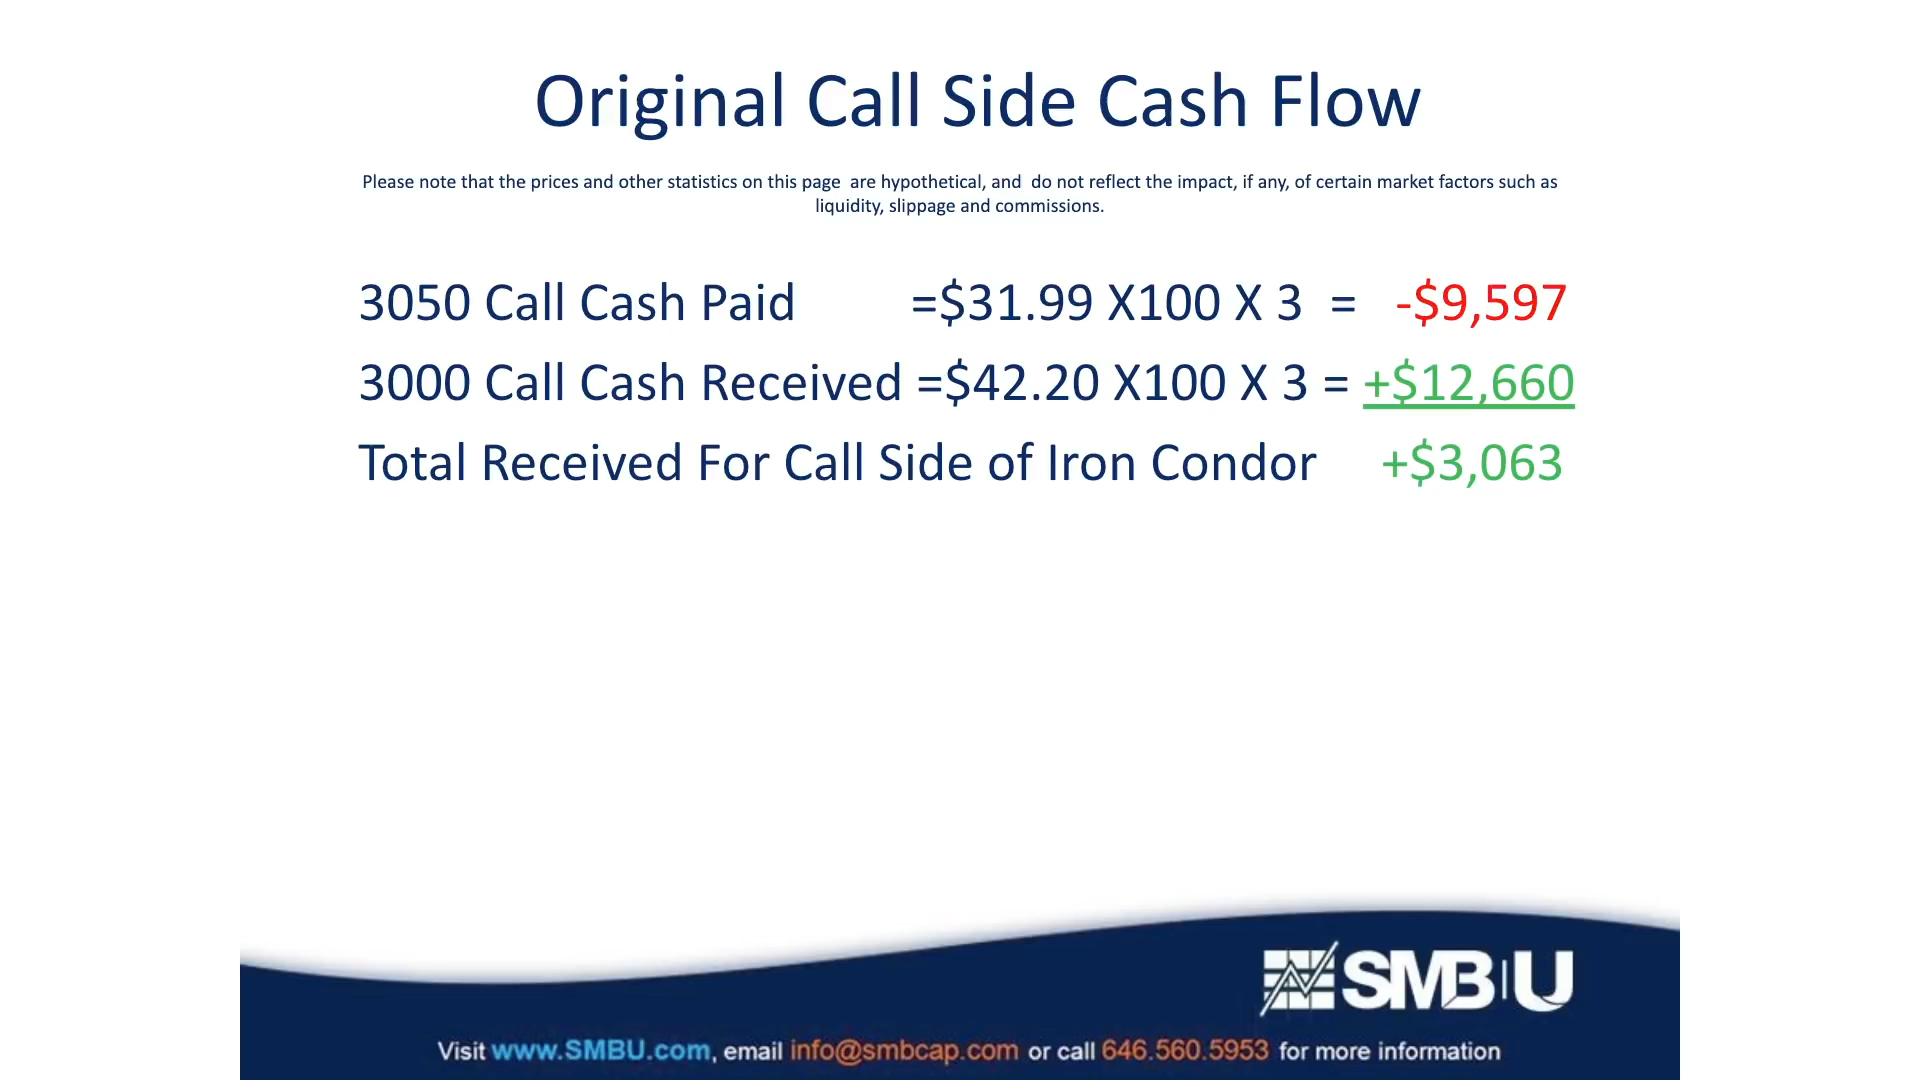 Original Call Side Cash Flow
Please note that the prices and other statistics on this page are hypothetical, and do not reflect the impact, if any, of certain market factors such as
liquidity, slippage and commissions.
3050 Call Cash Paid =$31.99 X100 X 3 = -$9,597
3000 Call Cash Received =$42.20 X100 X 3 = +$12,660
Total Received For Call Side of Iron Condor +$3,063
SMB|U
Visit www.SMBU.com, email info@smbcap.com or call 646.560.5953 for more information